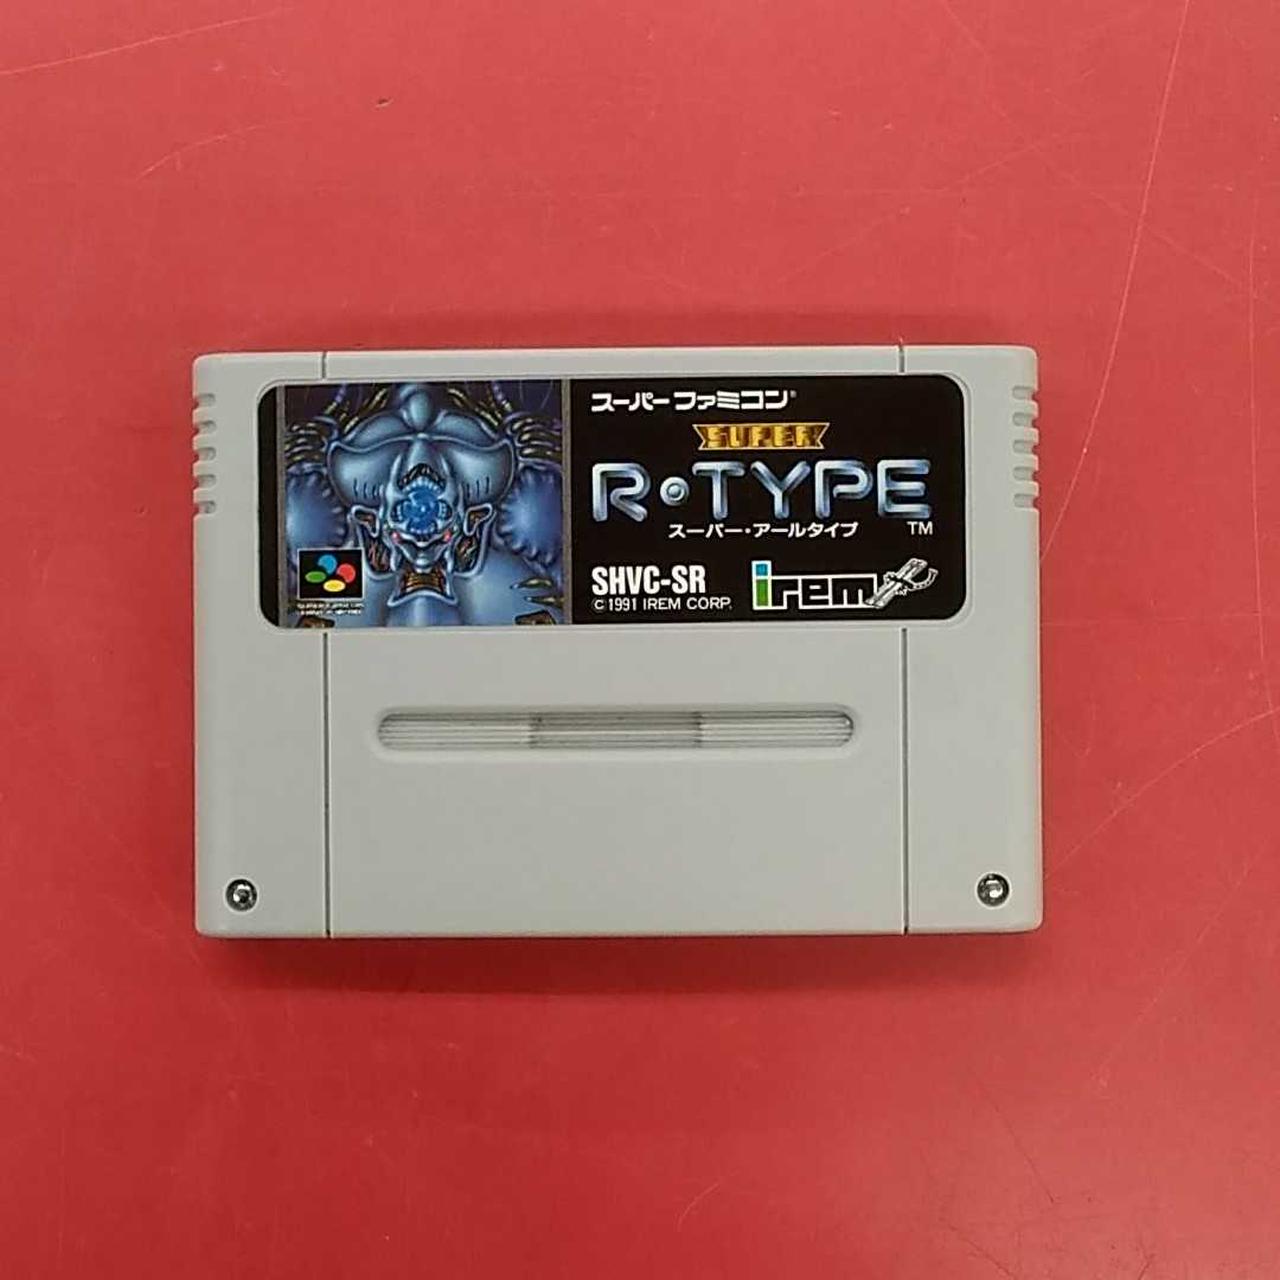 スーパーファミコン®
SUPER
R·TYPE
スーパー・アールタイプ TM
SHVC-SR
©1991 IREM CORP.
irem